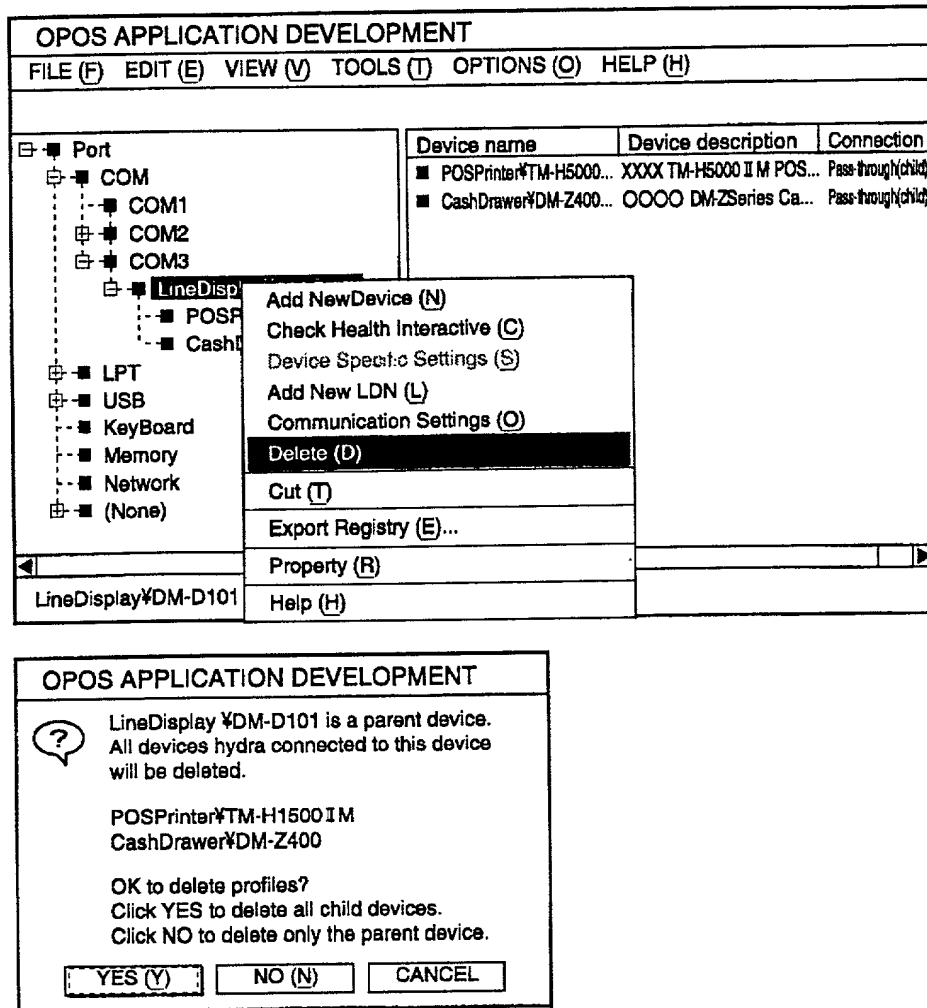 OPOS APPLICATION DEVELOPMENT
FILE (F) EDIT (E) VIEW (V) TOOLS (T) OPTIONS (O) HELP (H)
Port
COM
COM1
COM2
COM3
LineDisp
POSP
Cash
LPT
USB
KeyBoard
Memory
Network
(None)
Device name Device description Connection
POSPrinter¥TM-H5000... XXXX TM-H5000 II M POS... Pass-through(child)
CashDrawer¥DM-Z400... OOOO DM-ZSeries Ca... Pass-through(child)
Add NewDevice (N)
Check Health Interactive (C)
Device Specific Settings (S)
Add New LDN (L)
Communication Settings (O)
Delete (D)
Cut (T)
Export Registry (E)...
Property (R)
Help (H)
LineDisplay¥DM-D101
OPOS APPLICATION DEVELOPMENT
?
LineDisplay ¥DM-D101 is a parent device.
All devices hydra connected to this device
will be deleted.
POSPrinter¥TM-H1500 II M
CashDrawer¥DM-Z400
OK to delete profiles?
Click YES to delete all child devices.
Click NO to delete only the parent device.
YES (Y) NO (N) CANCEL